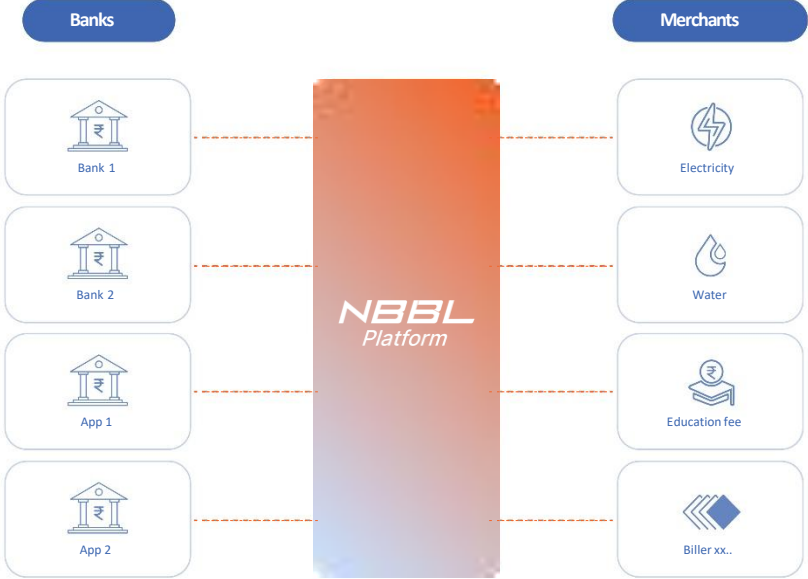 Banks
Merchants
Bank 1
Electricity
Bank 2
Water
NBBL
Platform
App 1
Education fee
App 2
Biller xx..